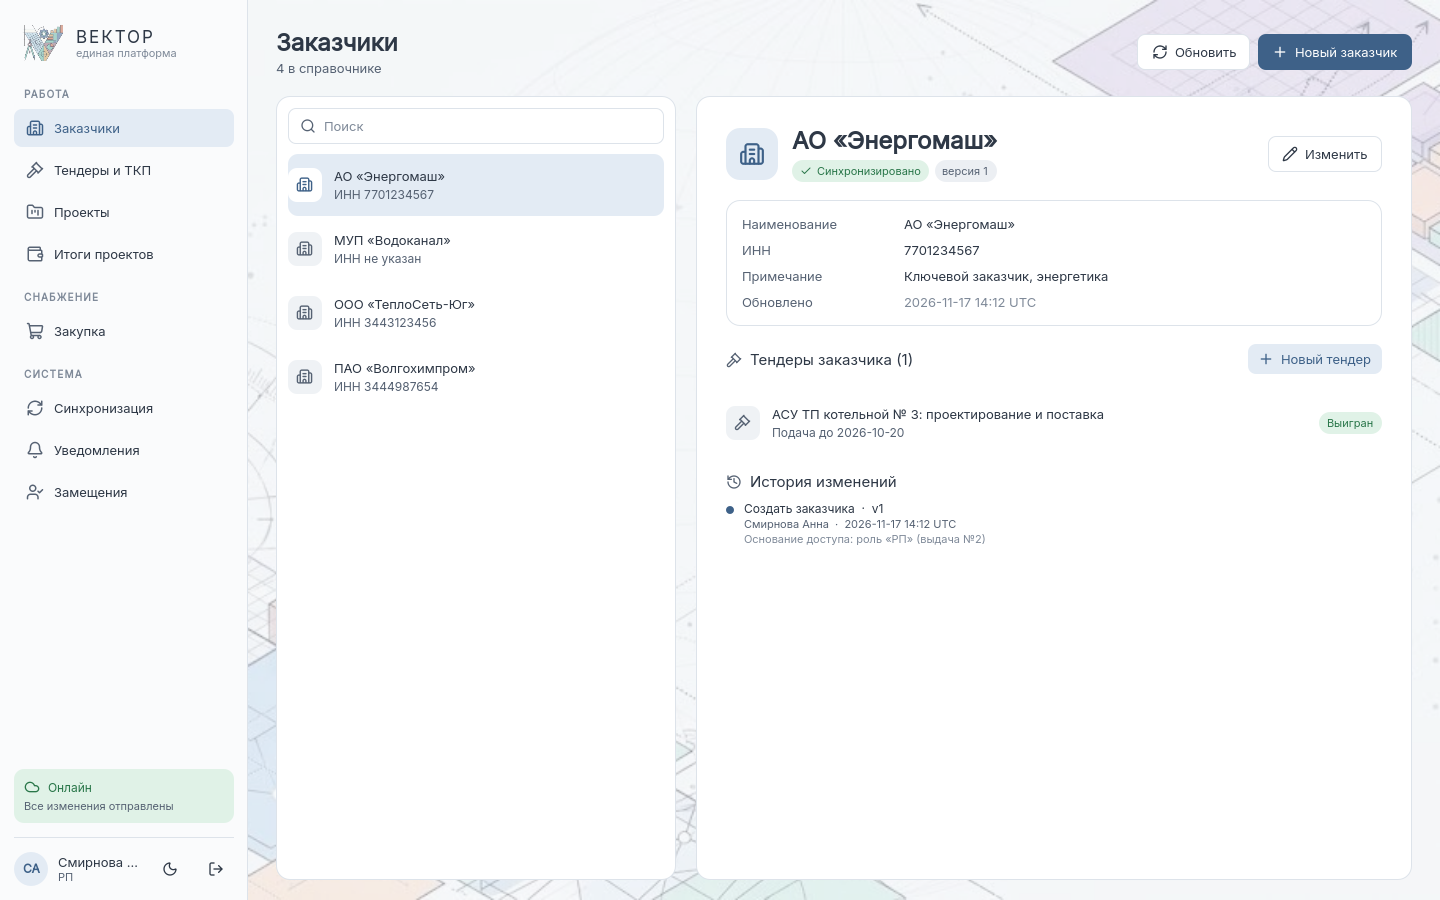 ВЕКТОР
единая платформа
РАБОТА
Заказчики
Тендеры и ТКП
Проекты
Итоги проектов
СНАБЖЕНИЕ
Закупка
СИСТЕМА
Синхронизация
Уведомления
Замещения
Онлайн
Все изменения отправлены
СА
Смирнова ...
РП
Заказчики
4 в справочнике
Обновить
Новый заказчик
Поиск
АО «Энергомаш»
ИНН 7701234567
МУП «Водоканал»
ИНН не указан
ООО «ТеплоСеть-Юг»
ИНН 3443123456
ПАО «Волгохимпром»
ИНН 3444987654
АО «Энергомаш»
Синхронизировано
версия 1
Изменить
Наименование АО «Энергомаш»
ИНН 7701234567
Примечание Ключевой заказчик, энергетика
Обновлено 2026-11-17 14:12 UTC
Тендеры заказчика (1)
Новый тендер
АСУ ТП котельной № 3: проектирование и поставка
Подача до 2026-10-20
Выигран
История изменений
Создать заказчика · v1
Смирнова Анна · 2026-11-17 14:12 UTC
Основание доступа: роль «РП» (выдача №2)